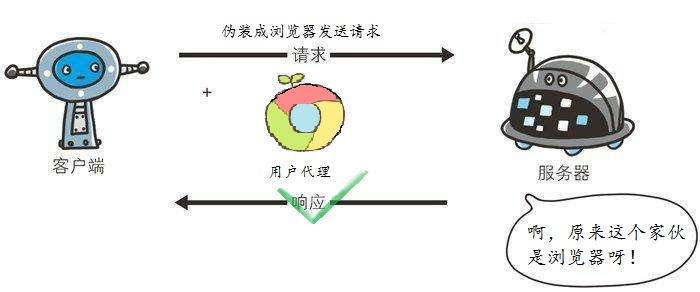 伪装成浏览器发送请求
请求
+
用户代理
客户端
服务器
响应
啊，原来这个家伙
是浏览器呀！